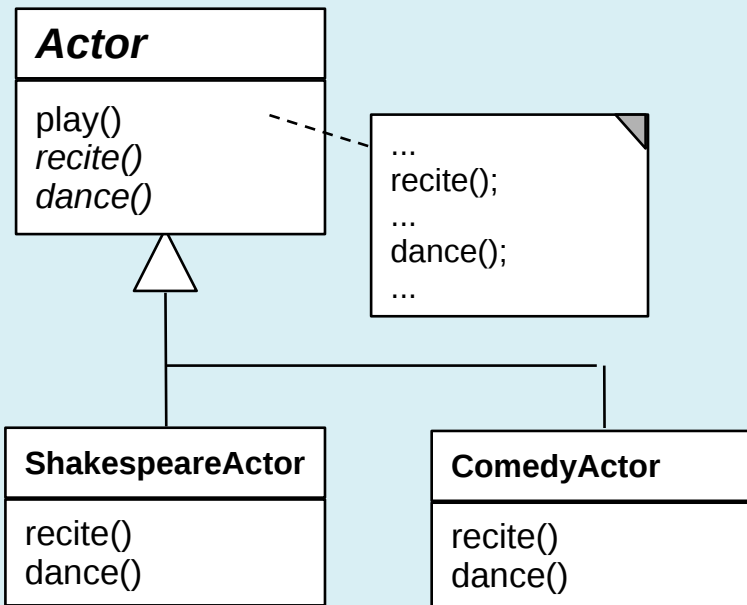 Actor
play()
recite()
dance()
...
recite();
...
dance();
...
ShakespeareActor
recite()
dance()
ComedyActor
recite()
dance()